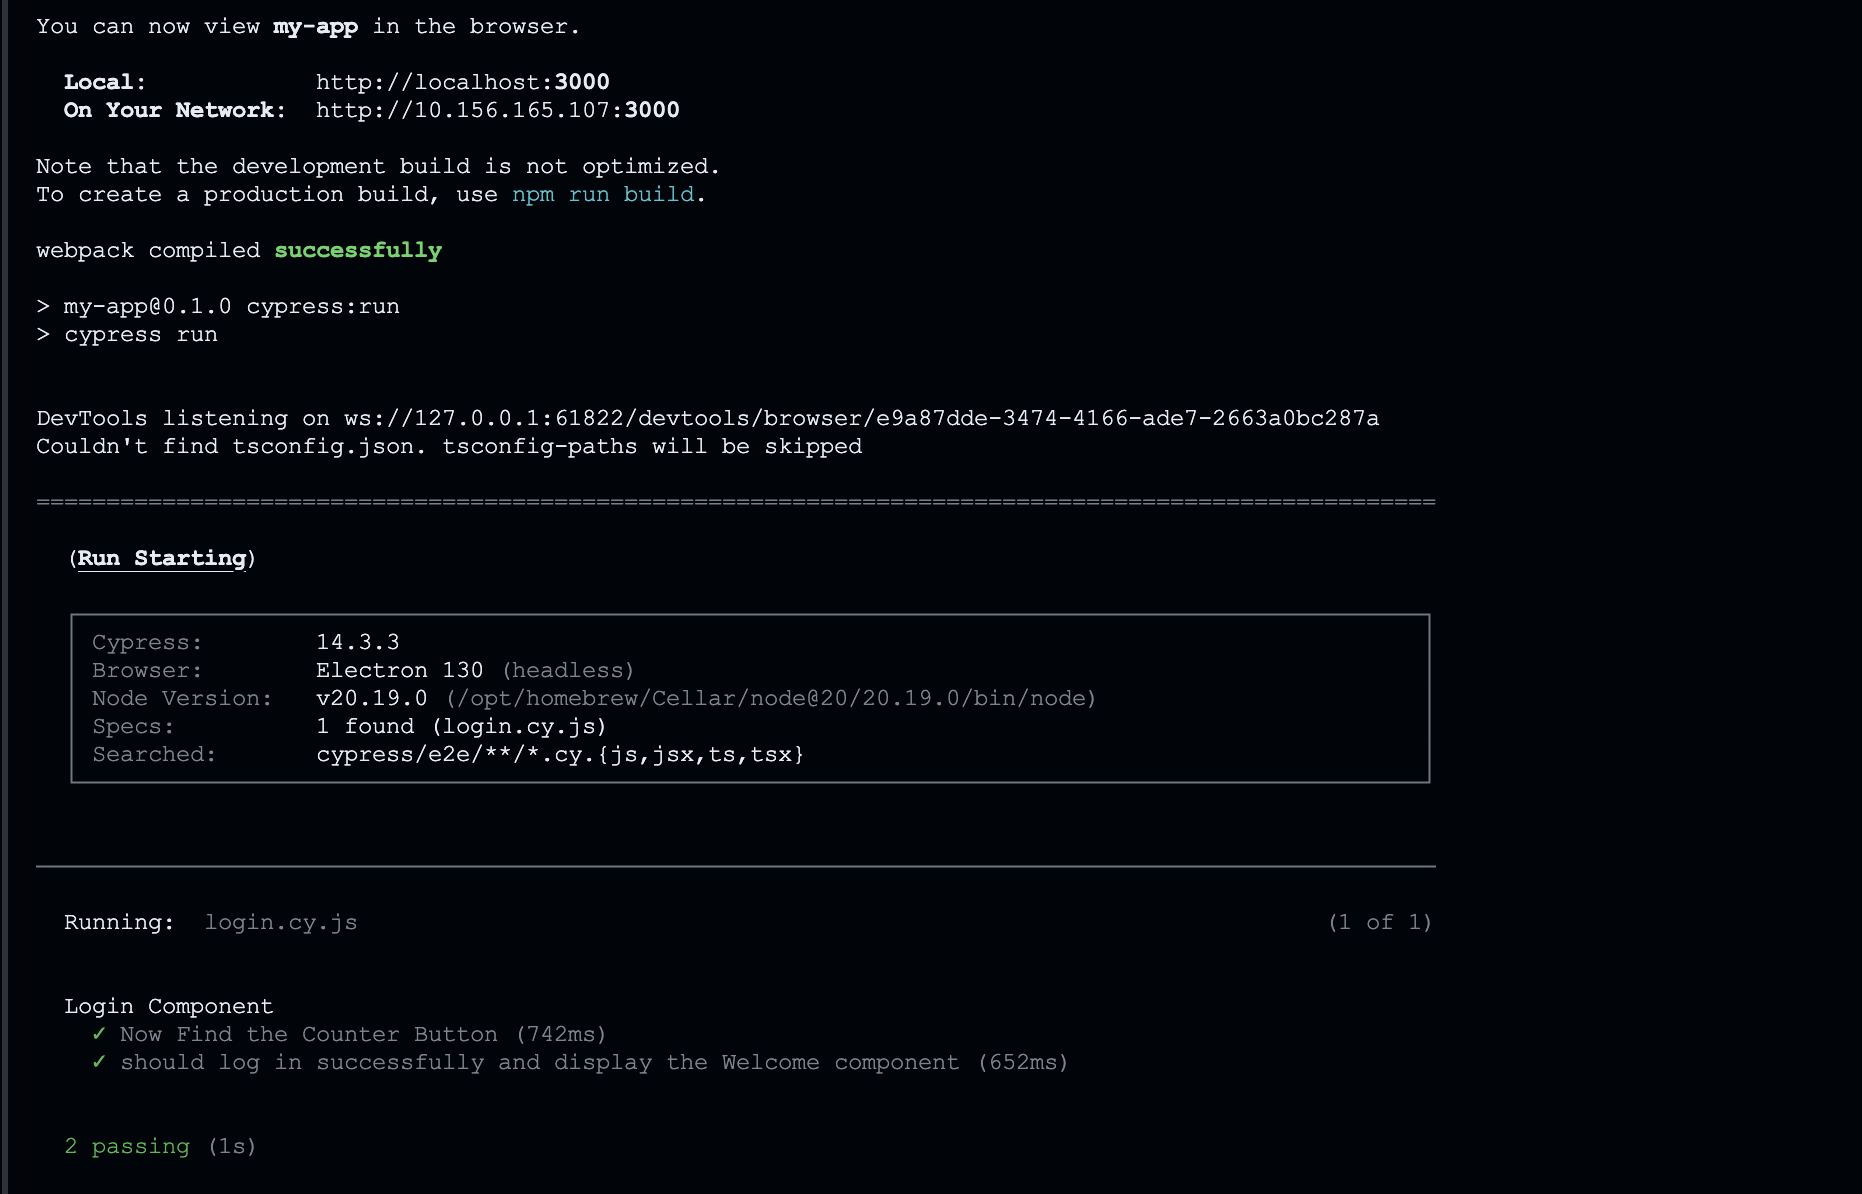 You can now view my-app in the browser.
Local: http://localhost:3000
On Your Network: http://10.156.165.107:3000
Note that the development build is not optimized.
To create a production build, use npm run build.
webpack compiled successfully
> my-app@0.1.0 cypress:run
> cypress run
DevTools listening on ws://127.0.0.1:61822/devtools/browser/e9a87dde-3474-4166-ade7-2663a0bc287a
Couldn't find tsconfig.json. tsconfig-paths will be skipped
====================================================================================================
(Run Starting)
Cypress: 14.3.3
Browser: Electron 130 (headless)
Node Version: v20.19.0 (/opt/homebrew/Cellar/node@20/20.19.0/bin/node)
Specs: 1 found (login.cy.js)
Searched: cypress/e2e/**/*.cy.{js,jsx,ts,tsx}
Running: login.cy.js (1 of 1)
Login Component
✓ Now Find the Counter Button (742ms)
✓ should log in successfully and display the Welcome component (652ms)
2 passing (1s)